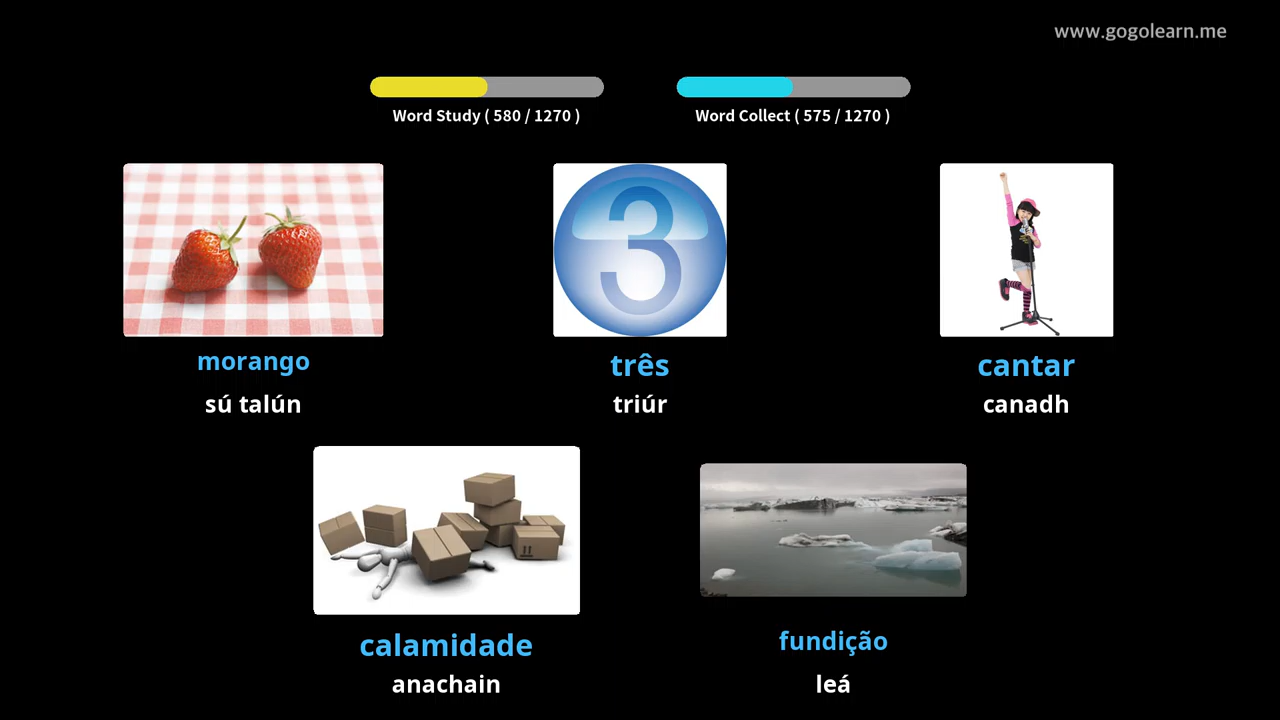 www.gogolearn.me
Word Study ( 580 / 1270 )
Word Collect ( 575 / 1270 )
3
morango
três
cantar
sú talún
triúr
canadh
calamidade
fundição
anachain
leá